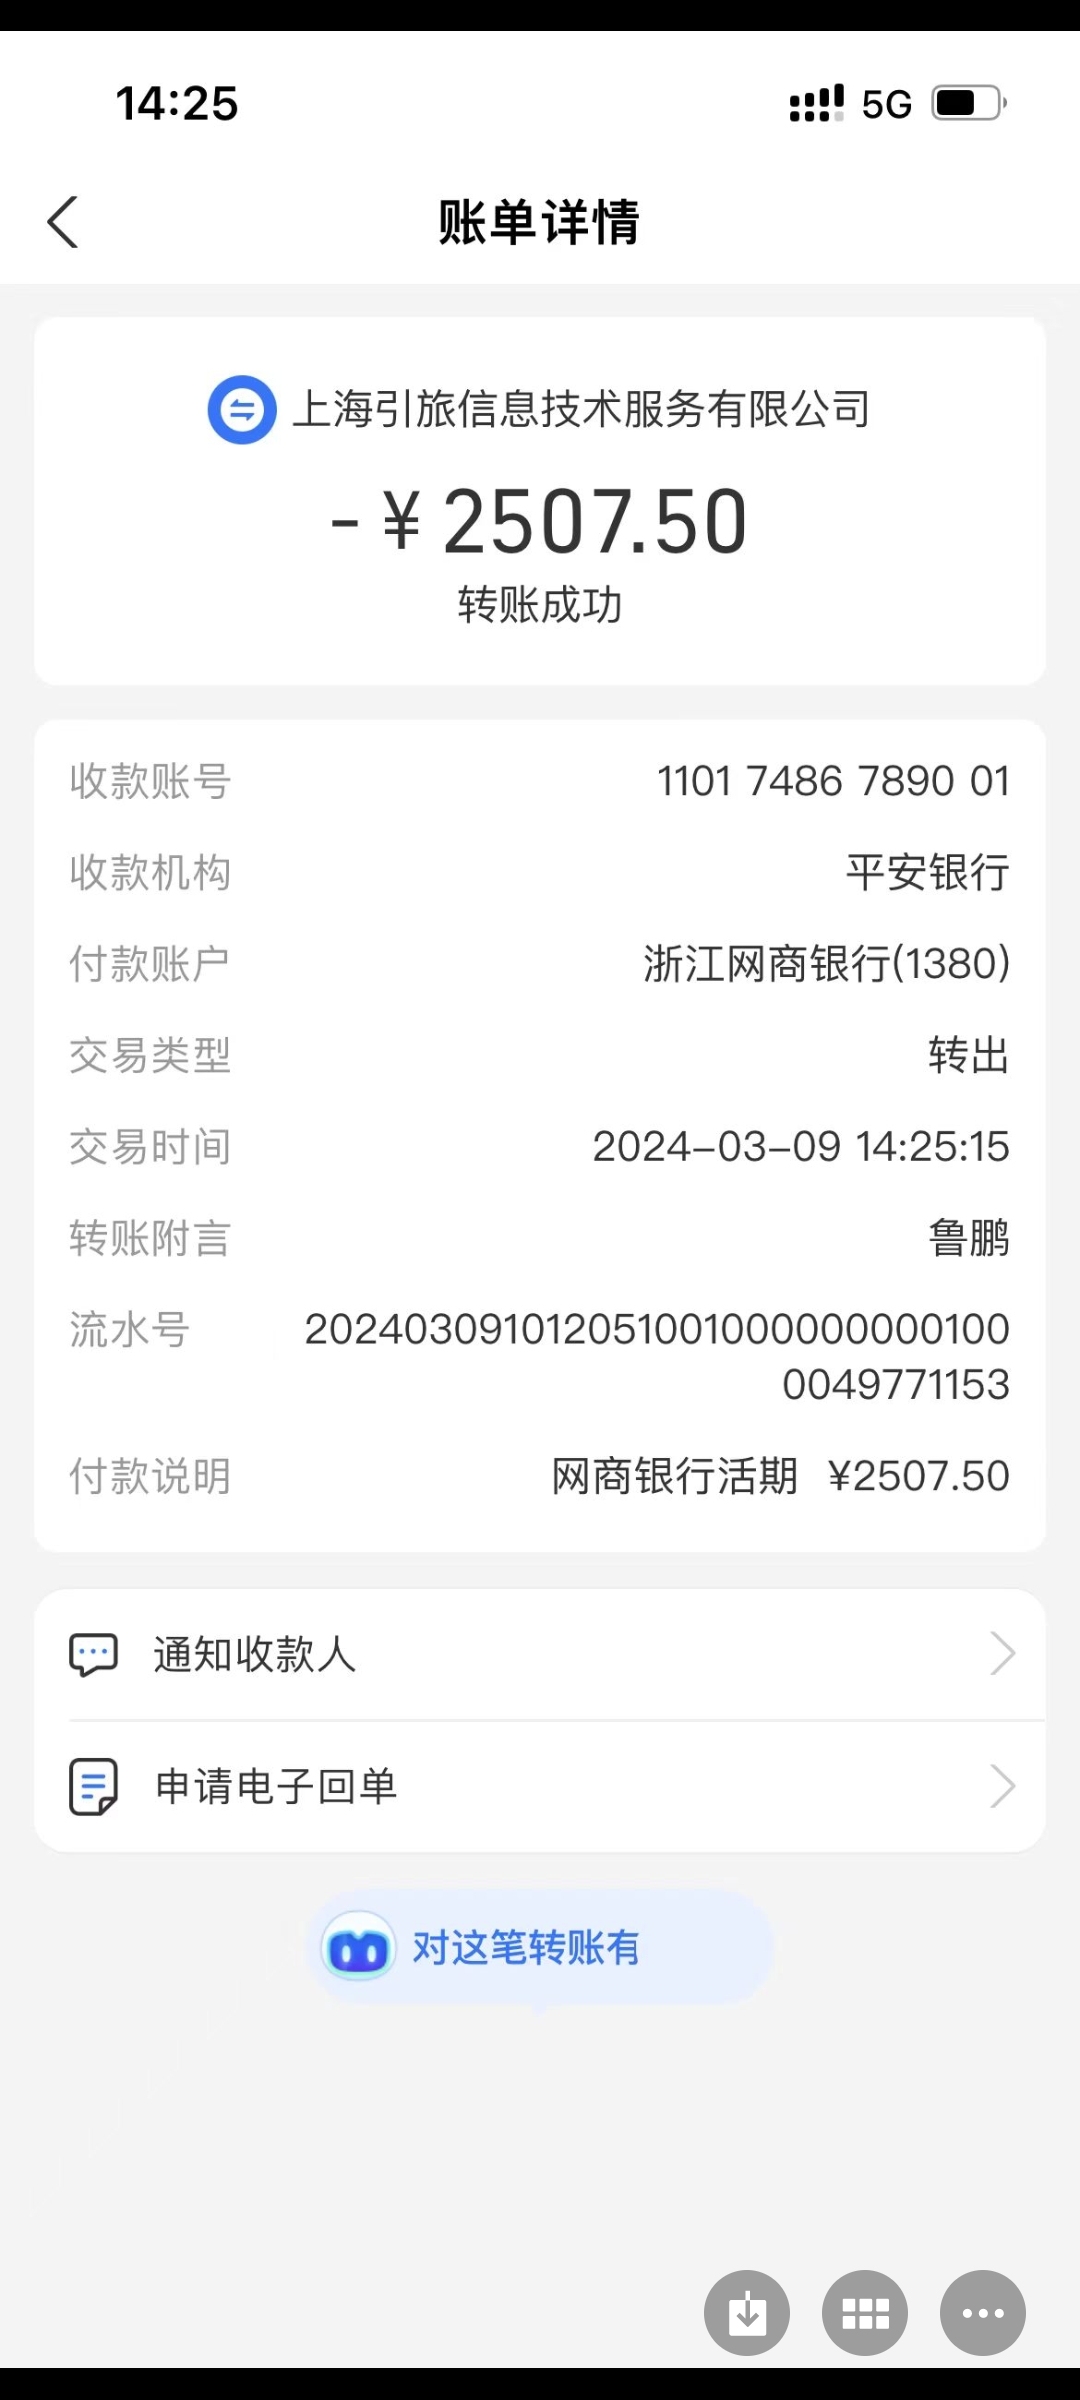 14:25
5G
账单详情
上海引旅信息技术服务有限公司
-¥2507.50
转账成功
收款账号 1101 7486 7890 01
收款机构 平安银行
付款账户 浙江网商银行(1380)
交易类型 转出
交易时间 2024-03-09 14:25:15
转账附言 鲁鹏
流水号 202403091012051001000000000100
0049771153
付款说明 网商银行活期 ¥2507.50
通知收款人
申请电子回单
对这笔转账有